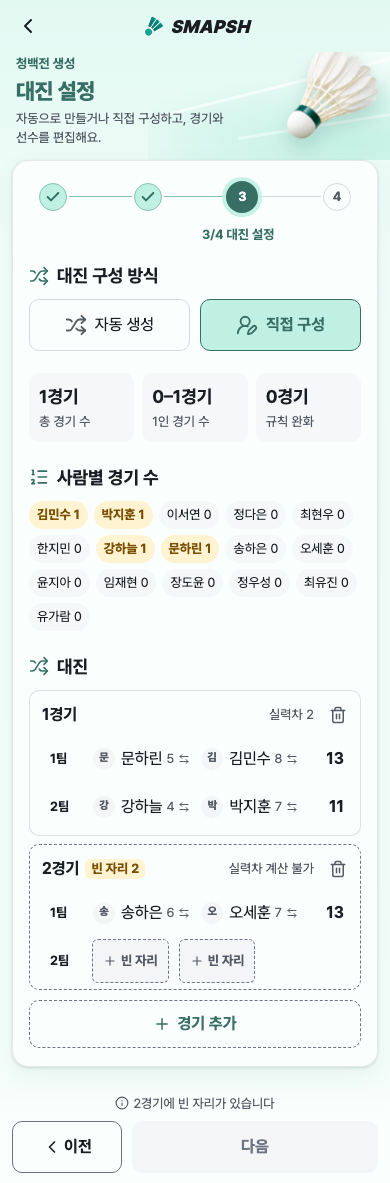 SMAPSH
청백전 생성
대진 설정
자동으로 만들거나 직접 구성하고, 경기와
선수를 편집해요.
3
4
3/4 대진 설정
대진 구성 방식
자동 생성
직접 구성
1경기
0–1경기
0경기
총 경기 수
1인 경기 수
규칙 완화
사람별 경기 수
김민수 1 박지훈 1 이서연 0 정다은 0 최현우 0
한지민 0 강하늘 1 문하린 1 송하은 0 오세훈 0
윤지아 0 임재현 0 장도윤 0 정우성 0 최유진 0
유가람 0
대진
1경기 실력차 2
1팀 문 문하린 5 ⇆ 김 김민수 8 ⇆ 13
2팀 강 강하늘 4 ⇆ 박 박지훈 7 ⇆ 11
2경기 빈 자리 2 실력차 계산 불가
1팀 송 송하은 6 ⇆ 오 오세훈 7 ⇆ 13
2팀 + 빈 자리 + 빈 자리
+ 경기 추가
2경기에 빈 자리가 있습니다
이전
다음